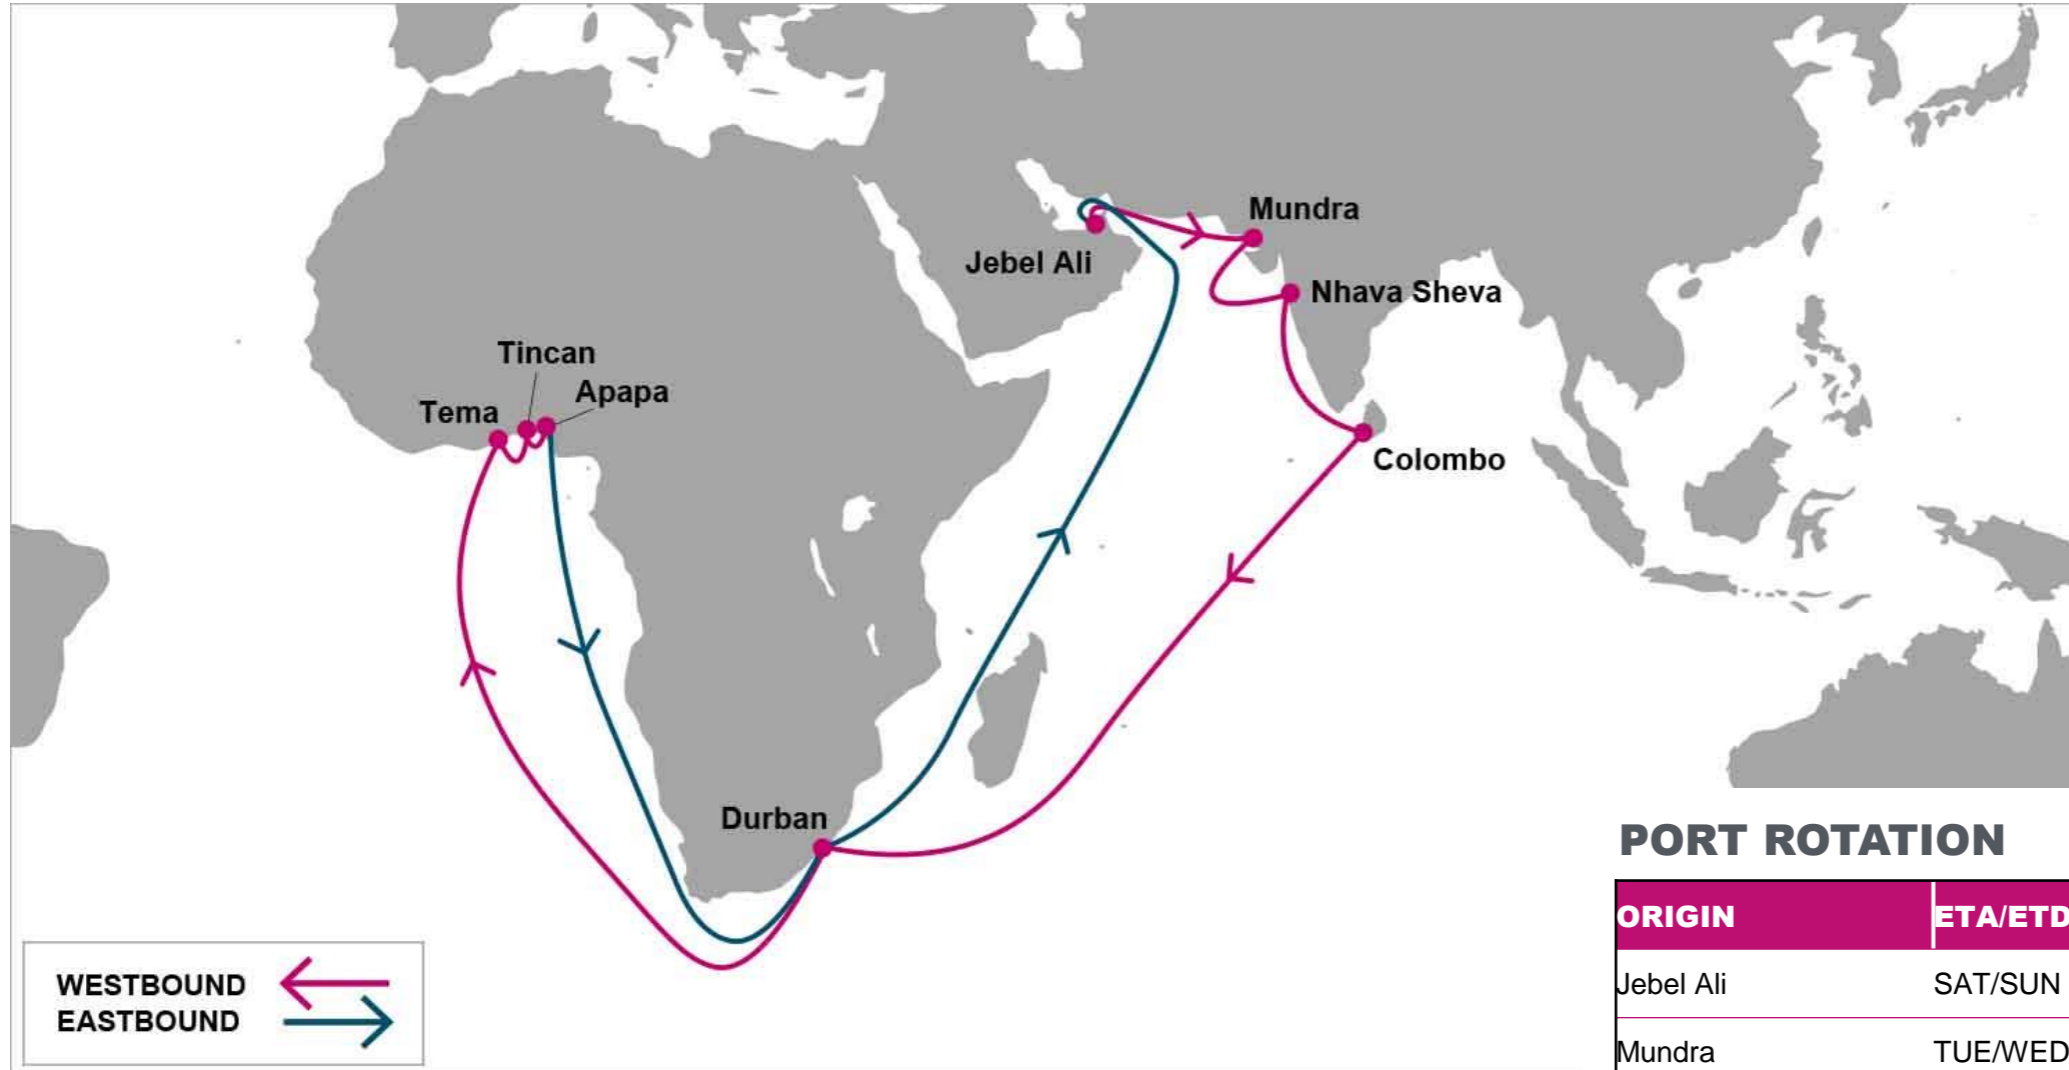 Mundra
Jebel Ali
Nhava Sheva
Tincan
Apapa
Tema
Colombo
Durban
PORT ROTATION
ORIGIN ETA/ETD
Jebel Ali SAT/SUN
Mundra TUE/WED
WESTBOUND
EASTBOUND